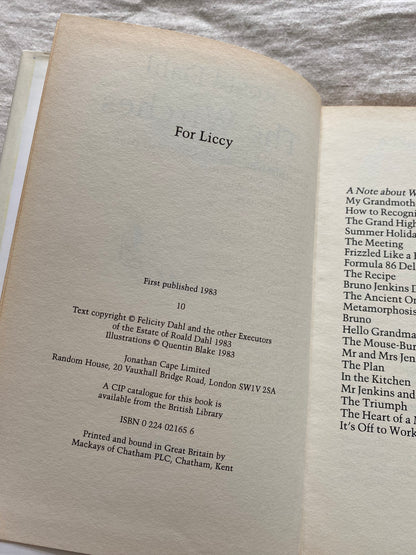 For Liccy
First published 1983
10
Text copyright © Felicity Dahl and the other Executors
of the Estate of Roald Dahl 1983
Illustrations © Quentin Blake 1983
Jonathan Cape Limited
Random House, 20 Vauxhall Bridge Road, London SW1V 2SA
A CIP catalogue for this book is
available from the British Library
ISBN 0 224 02165 6
Printed and bound in Great Britain by
Mackays of Chatham PLC, Chatham, Kent
A Note about W
My Grandmoth
How to Recogni
The Grand High
Summer Holida
The Meeting
Frizzled Like a
Formula 86 Del
The Recipe
Bruno Jenkins D
The Ancient On
Metamorphosis
Bruno
Hello Grandma
The Mouse-Bur
Mr and Mrs Jen
The Plan
In the Kitchen
Mr Jenkins and
The Triumph
The Heart of a M
It's Off to Work